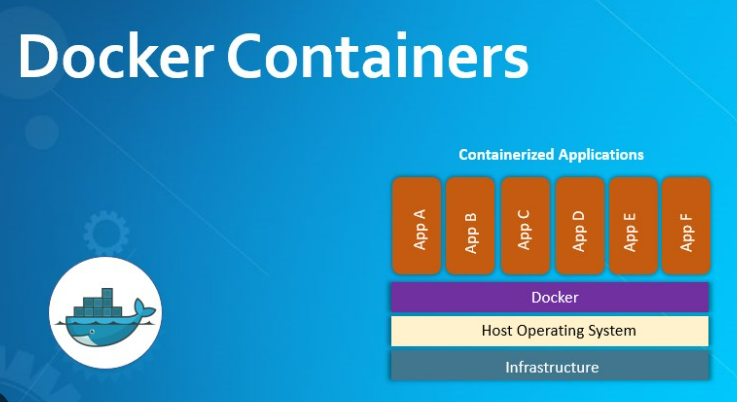 Docker Containers
Containerized Applications
App A
App B
App C
App D
App E
App F
Docker
Host Operating System
Infrastructure